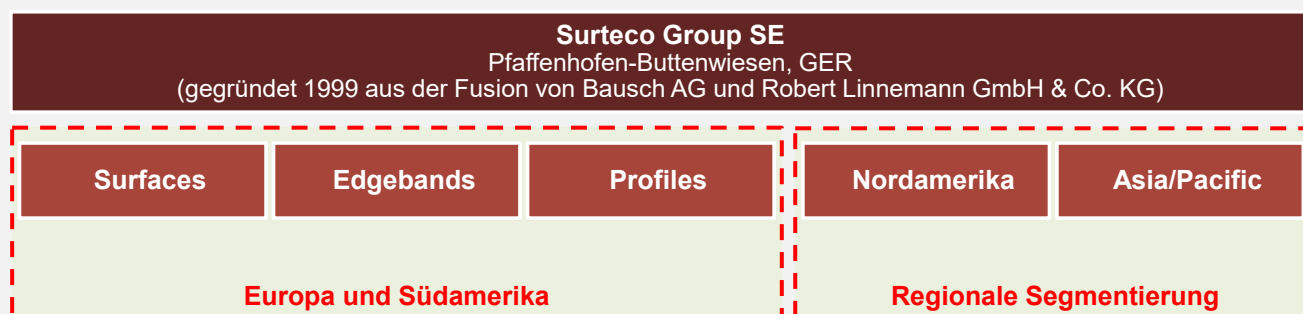 Surteco Group SE
Pfaffenhofen-Buttenwiesen, GER
(gegründet 1999 aus der Fusion von Bausch AG und Robert Linnemann GmbH & Co. KG)
Surfaces
Edgebands
Profiles
Nordamerika
Asia/Pacific
Europa und Südamerika
Regionale Segmentierung